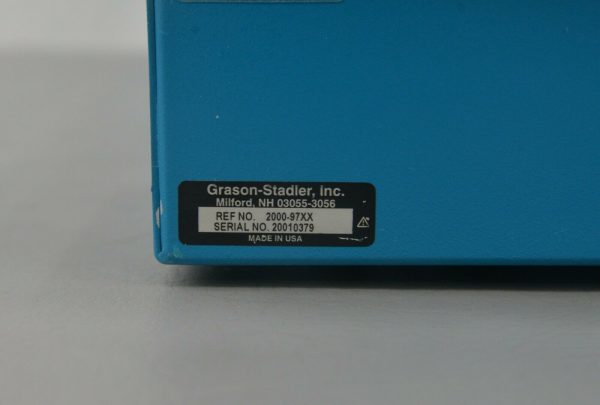 Grason-Stadler, Inc.
Milford, NH 03055-3056
REF NO. 2000-97XX
SERIAL NO. 20010379
MADE IN USA